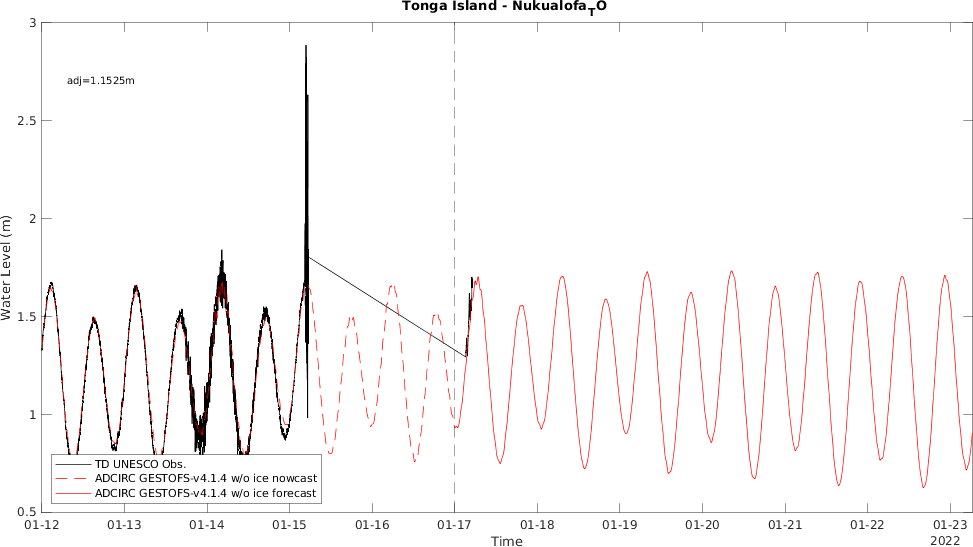 Tonga Island - NukualofaTO
3
adj=1.1525m
2.5
2
Water Level (m)
1.5
1
TD UNESCO Obs.
ADCIRC GESTOFS-v4.1.4 w/o ice nowcast
ADCIRC GESTOFS-v4.1.4 w/o ice forecast
0.5
01-12 01-13 01-14 01-15 01-16 01-17 01-18 01-19 01-20 01-21 01-22 01-23
Time 2022